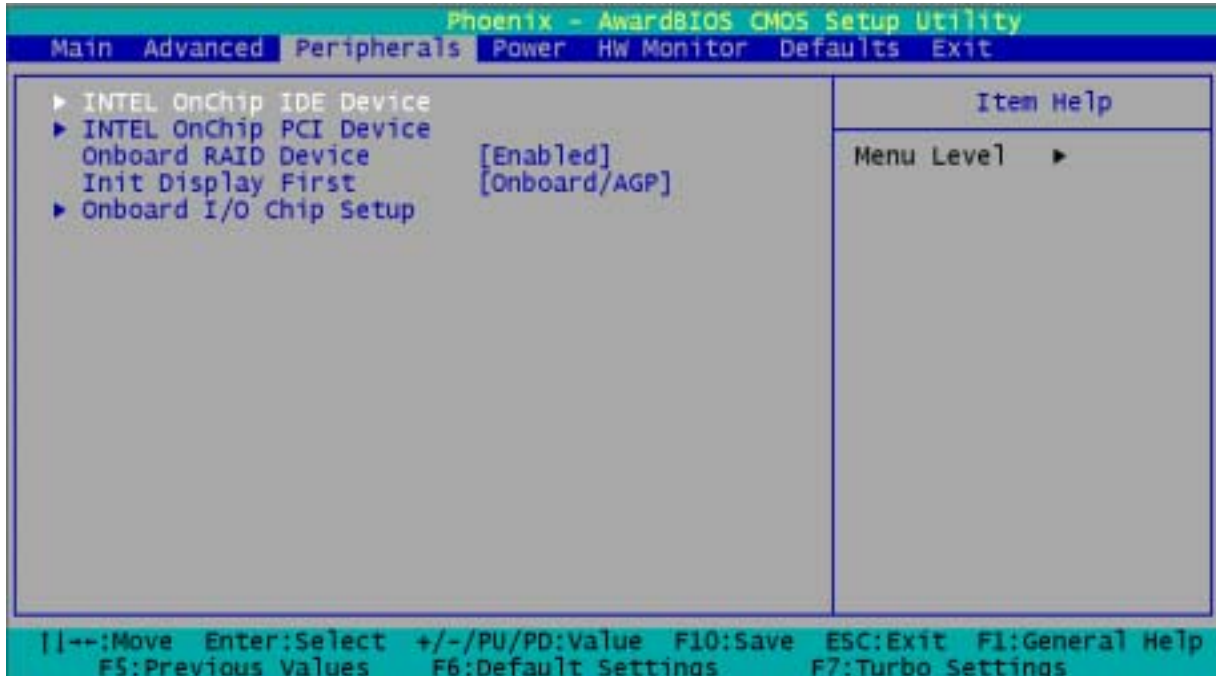 Phoenix - AwardBIOS CMOS Setup Utility
Main Advanced Peripherals Power HW Monitor Defaults Exit
▶ INTEL OnChip IDE Device
▶ INTEL OnChip PCI Device
Onboard RAID Device [Enabled]
Init Display First [Onboard/AGP]
▶ Onboard I/O Chip Setup
Item Help
Menu Level ▶
↑↓→←:Move Enter:Select +/-/PU/PD:Value F10:Save ESC:Exit F1:General Help
F5:Previous Values F6:Default Settings F7:Turbo Settings